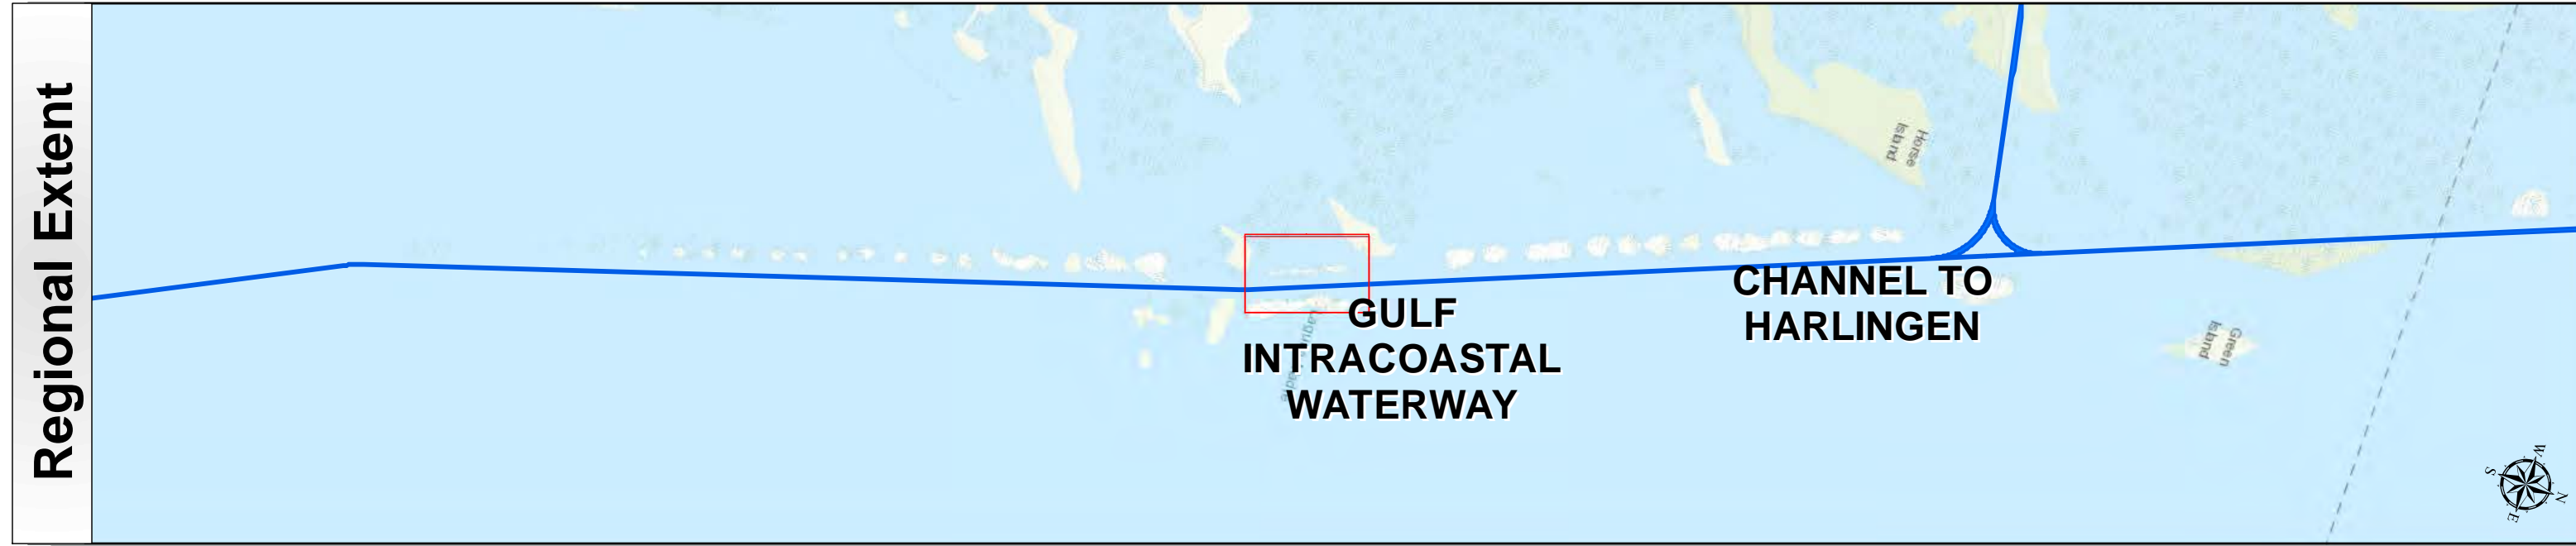 Regional Extent
Horse
Island
CHANNEL TO
HARLINGEN
GULF
INTRACOASTAL
WATERWAY
Green
Island
W
S
N
E